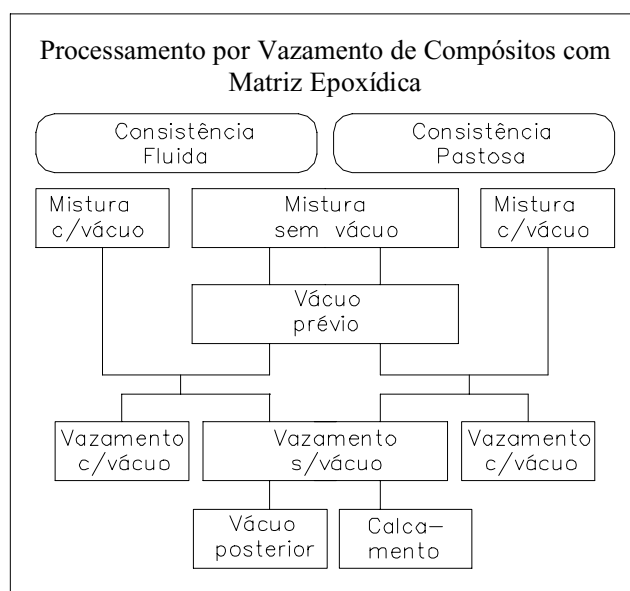 Processamento por Vazamento de Compósitos com
Matriz Epoxídica
Consistência
Fluida
Consistência
Pastosa
Mistura
c/vácuo
Mistura
sem vácuo
Mistura
c/vácuo
Vácuo
prévio
Vazamento
c/vácuo
Vazamento
s/vácuo
Vazamento
c/vácuo
Vácuo
posterior
Calca-
mento